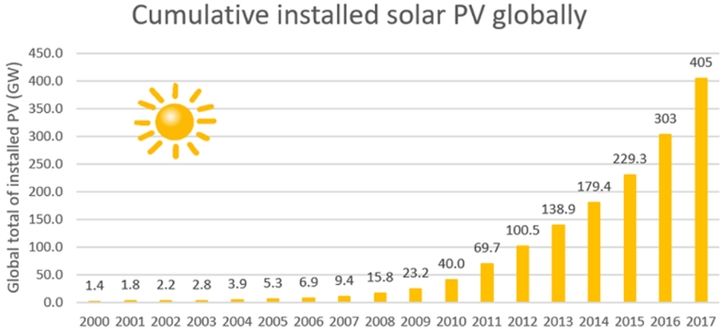 Cumulative installed solar PV globally
Global total of installed PV (GW)
450.0
400.0
350.0
300.0
250.0
200.0
150.0
100.0
50.0
0.0
1.4 1.8 2.2 2.8 3.9 5.3 6.9 9.4 15.8 23.2 40.0 69.7 100.5 138.9 179.4 229.3 303 405
2000 2001 2002 2003 2004 2005 2006 2007 2008 2009 2010 2011 2012 2013 2014 2015 2016 2017